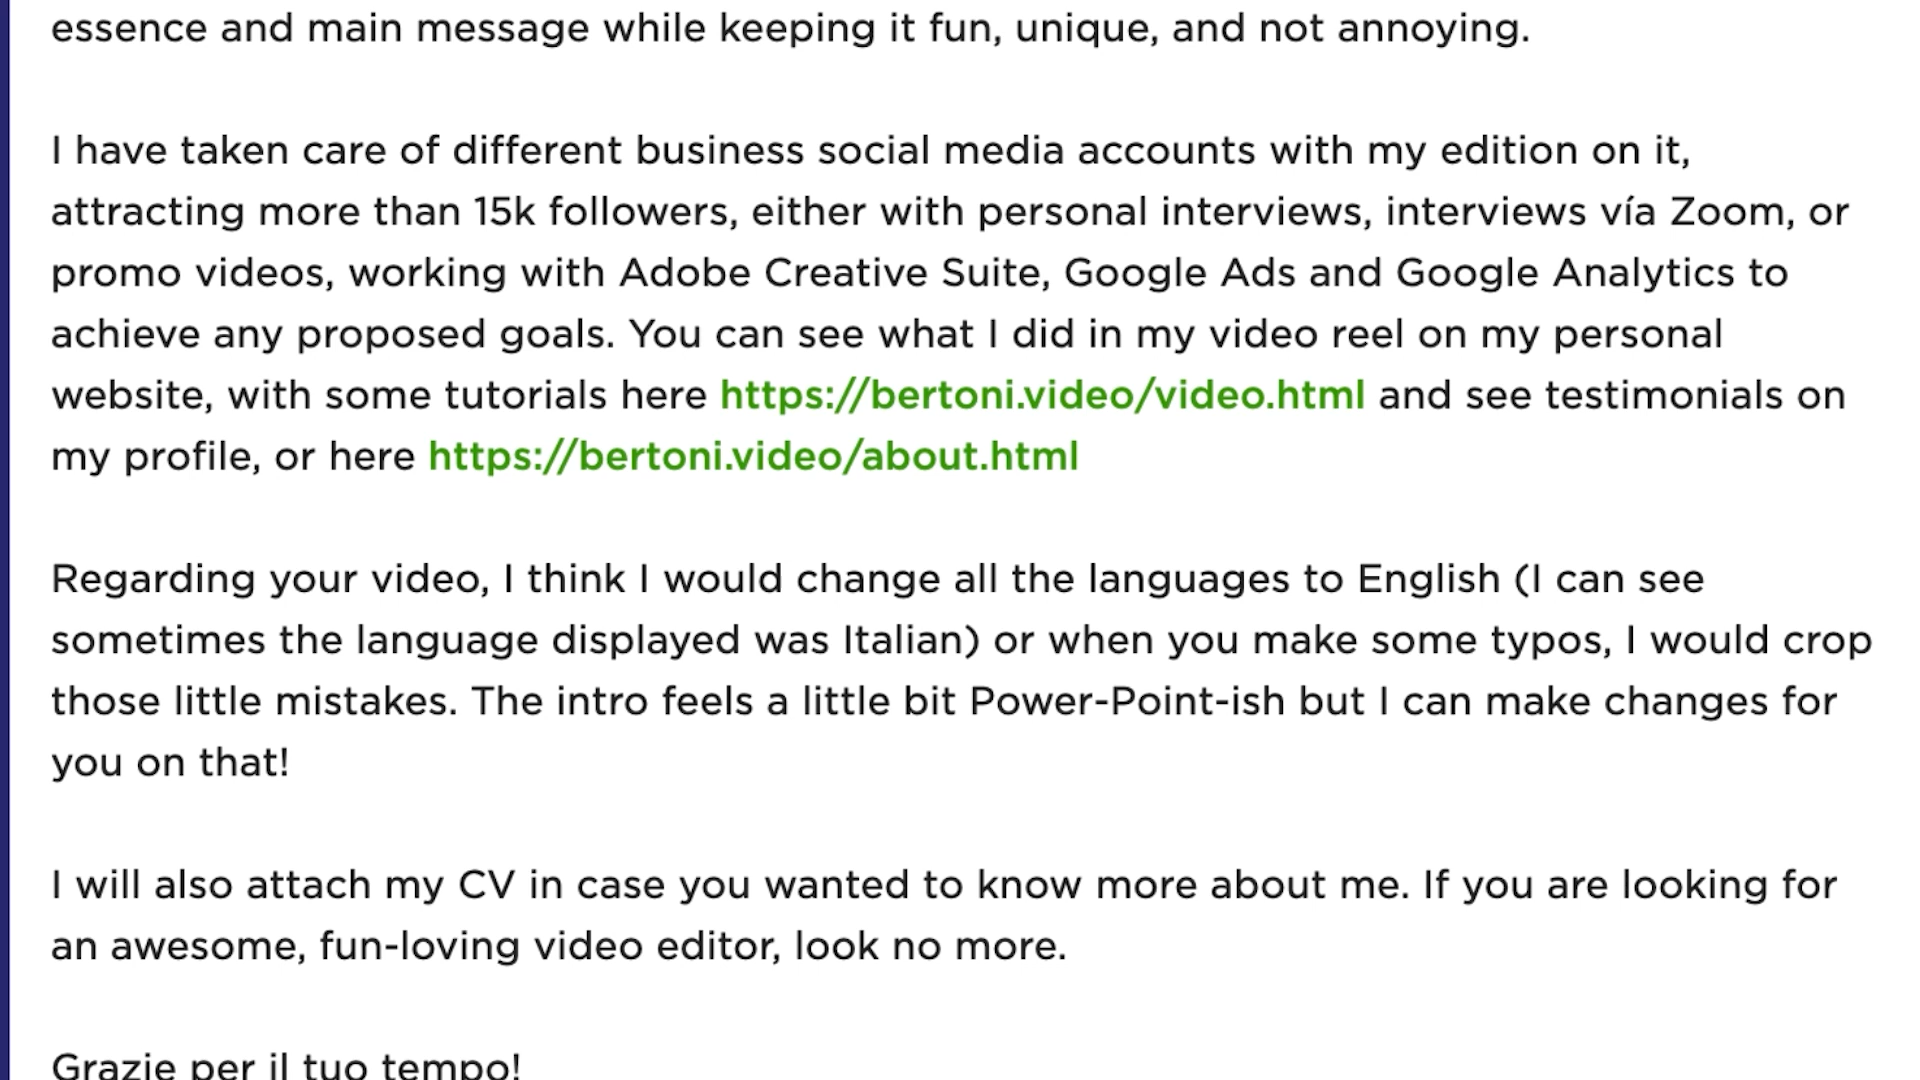 essence and main message while keeping it fun, unique, and not annoying.
I have taken care of different business social media accounts with my edition on it,
attracting more than 15k followers, either with personal interviews, interviews vía Zoom, or
promo videos, working with Adobe Creative Suite, Google Ads and Google Analytics to
achieve any proposed goals. You can see what I did in my video reel on my personal
website, with some tutorials here https://bertoni.video/video.html and see testimonials on
my profile, or here https://bertoni.video/about.html
Regarding your video, I think I would change all the languages to English (I can see
sometimes the language displayed was Italian) or when you make some typos, I would crop
those little mistakes. The intro feels a little bit Power-Point-ish but I can make changes for
you on that!
I will also attach my CV in case you wanted to know more about me. If you are looking for
an awesome, fun-loving video editor, look no more.
Grazie per il tuo tempo!